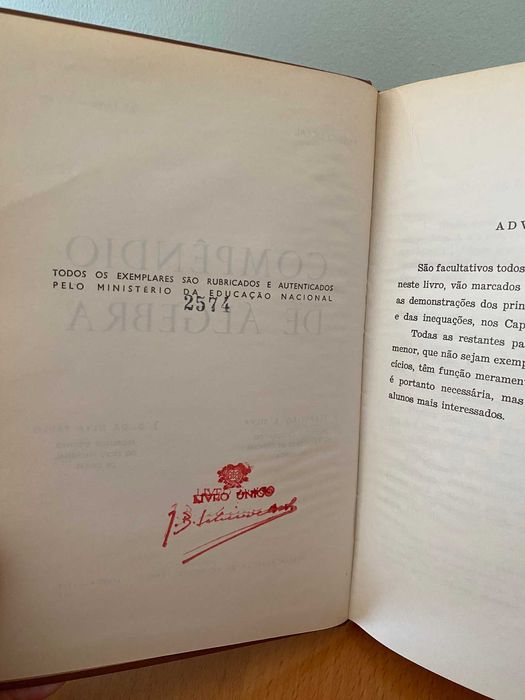 TODOS OS EXEMPLARES SÃO RUBRICADOS E AUTENTICADOS
PELO MINISTÉRIO DA EDUCAÇÃO NACIONAL
2574
COMPÊNDIO
DE ÁLGEBRA
LIVRO ÚNICO
ADV
São facultativos todos
neste livro, vão marcados
as demonstrações dos prin
e das inequações, nos Cap
Todas as restantes pa
menor, que não sejam exemp
cícios, têm função merament
é portanto necessária, mas
alunos mais interessados.